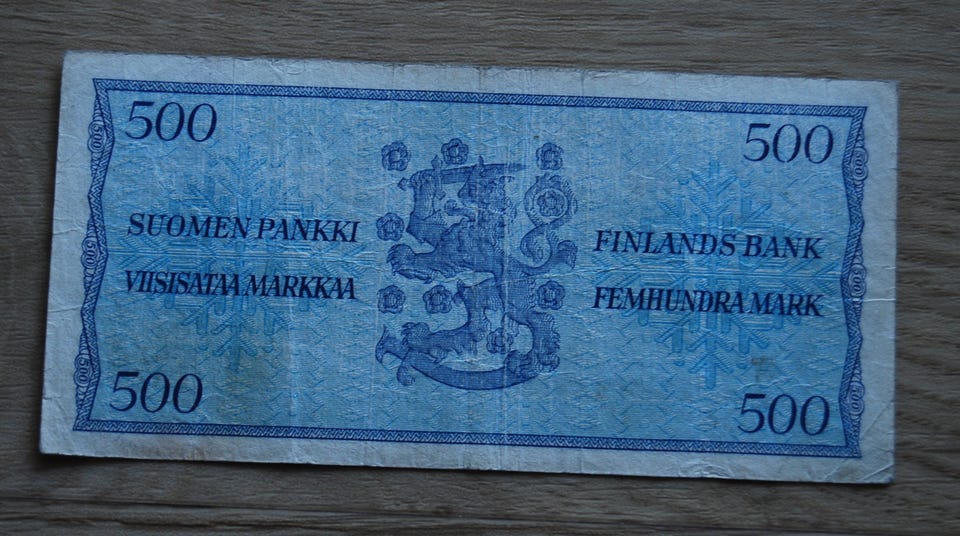 500
500
SUOMEN PANKKI
VIISISATAA MARKKAA
FINLANDS BANK
FEMHUNDRA MARK
500
500